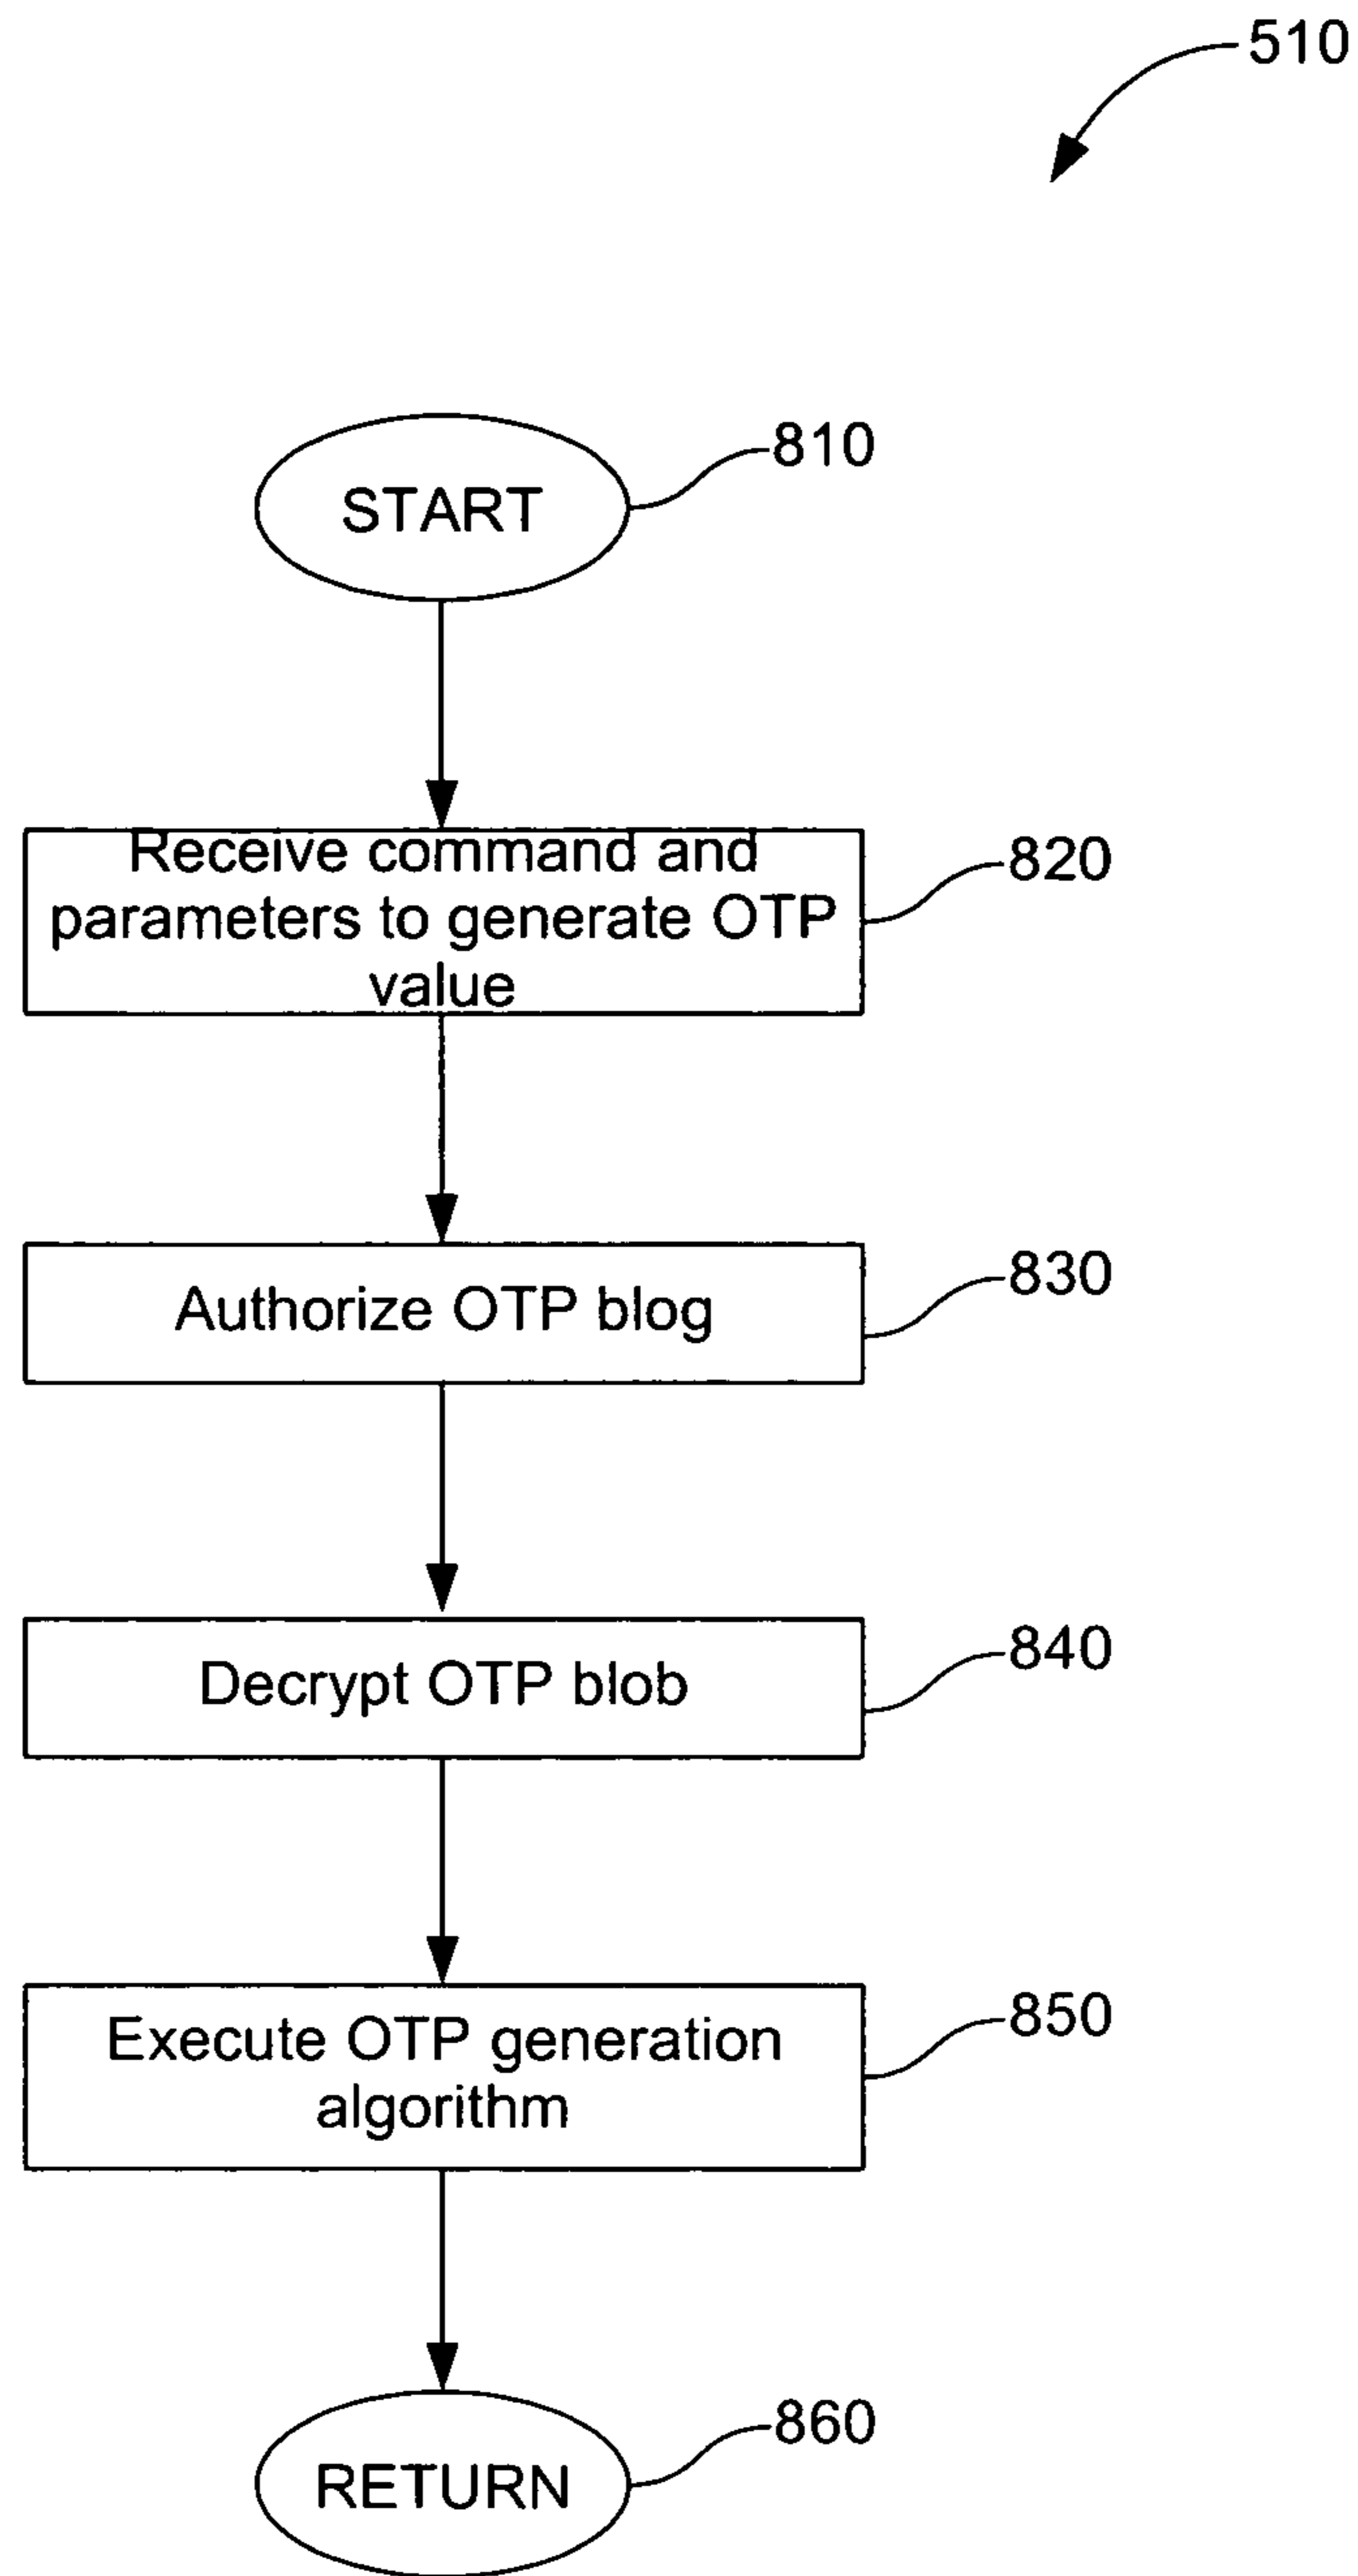 510
START
810
Receive command and
parameters to generate OTP
value
820
Authorize OTP blog
830
Decrypt OTP blob
840
Execute OTP generation
algorithm
850
RETURN
860